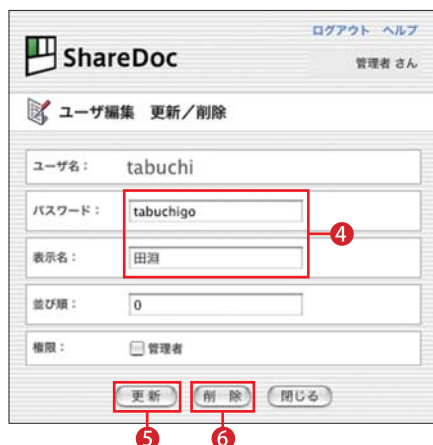 ログアウト ヘルプ
ShareDoc
管理者 さん
ユーザ編集 更新／削除
ユーザ名： tabuchi
パスワード： tabuchigo
4
表示名： 田淵
並び順： 0
権限： 管理者
更 新 削 除 閉じる
5 6